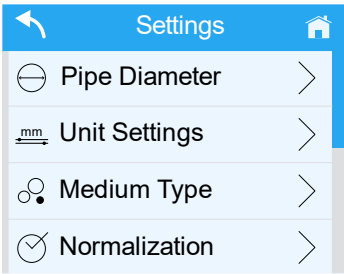 Settings
Pipe Diameter
mm Unit Settings
Medium Type
Normalization